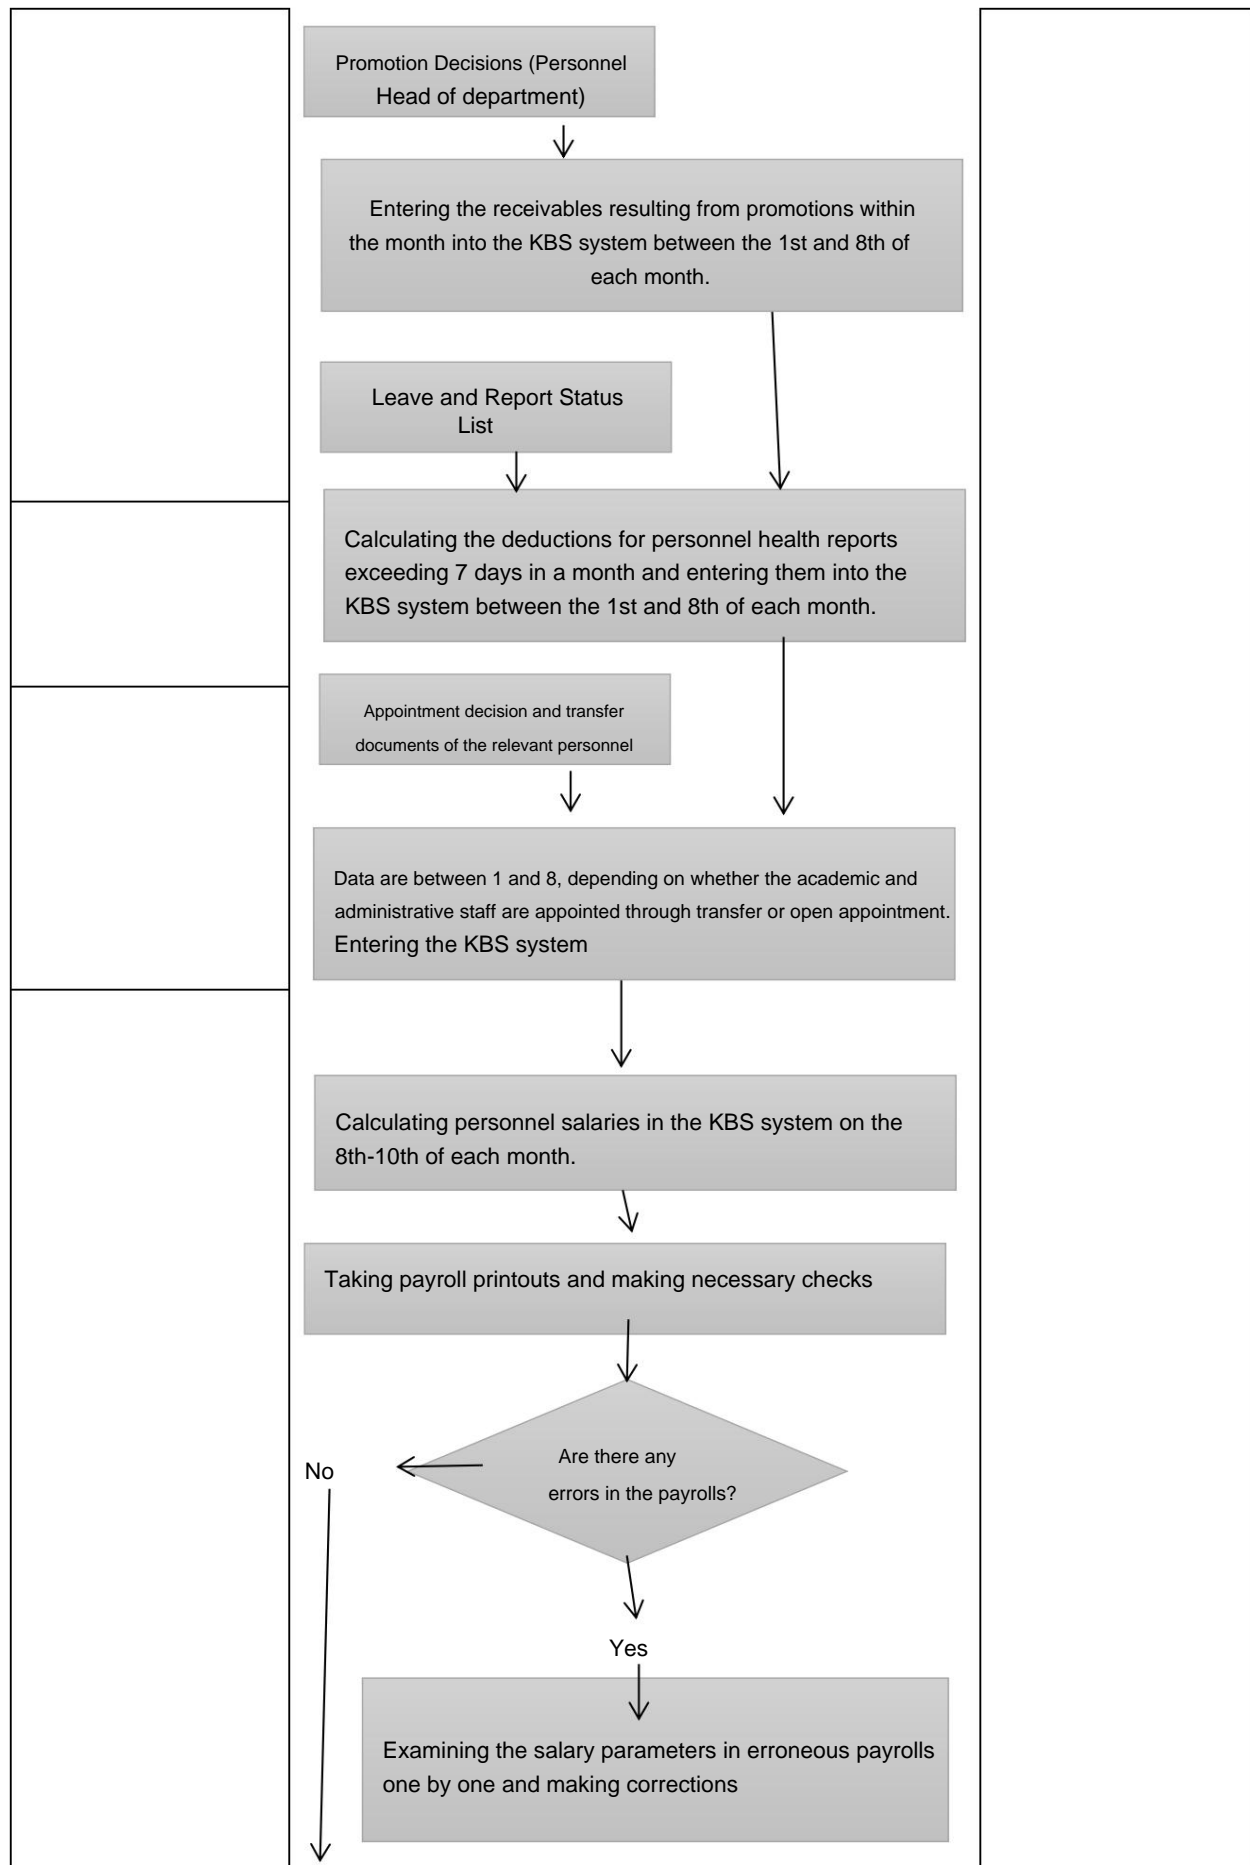 Promotion Decisions (Personnel
Head of department)
Entering the receivables resulting from promotions within
the month into the KBS system between the 1st and 8th of
each month.
Leave and Report Status
List
Calculating the deductions for personnel health reports
exceeding 7 days in a month and entering them into the
KBS system between the 1st and 8th of each month.
Appointment decision and transfer
documents of the relevant personnel
Data are between 1 and 8, depending on whether the academic and
administrative staff are appointed through transfer or open appointment.
Entering the KBS system
Calculating personnel salaries in the KBS system on the
8th-10th of each month.
Taking payroll printouts and making necessary checks
Are there any
errors in the payrolls?
No
Yes
Examining the salary parameters in erroneous payrolls
one by one and making corrections